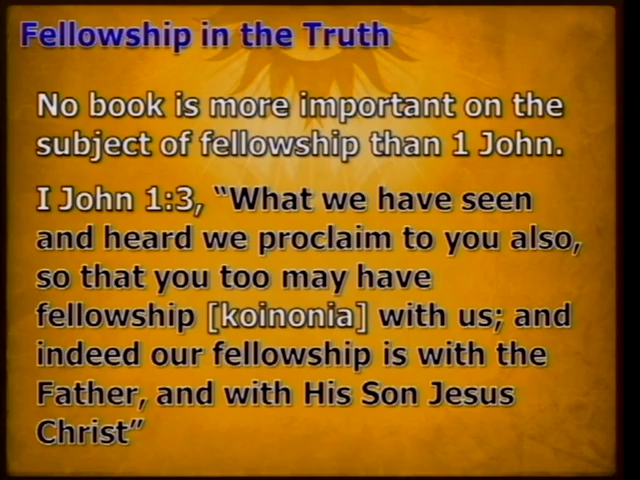 Fellowship in the Truth
No book is more important on the
subject of fellowship than 1 John.
I John 1:3, “What we have seen
and heard we proclaim to you also,
so that you too may have
fellowship [koinonia] with us; and
indeed our fellowship is with the
Father, and with His Son Jesus
Christ”